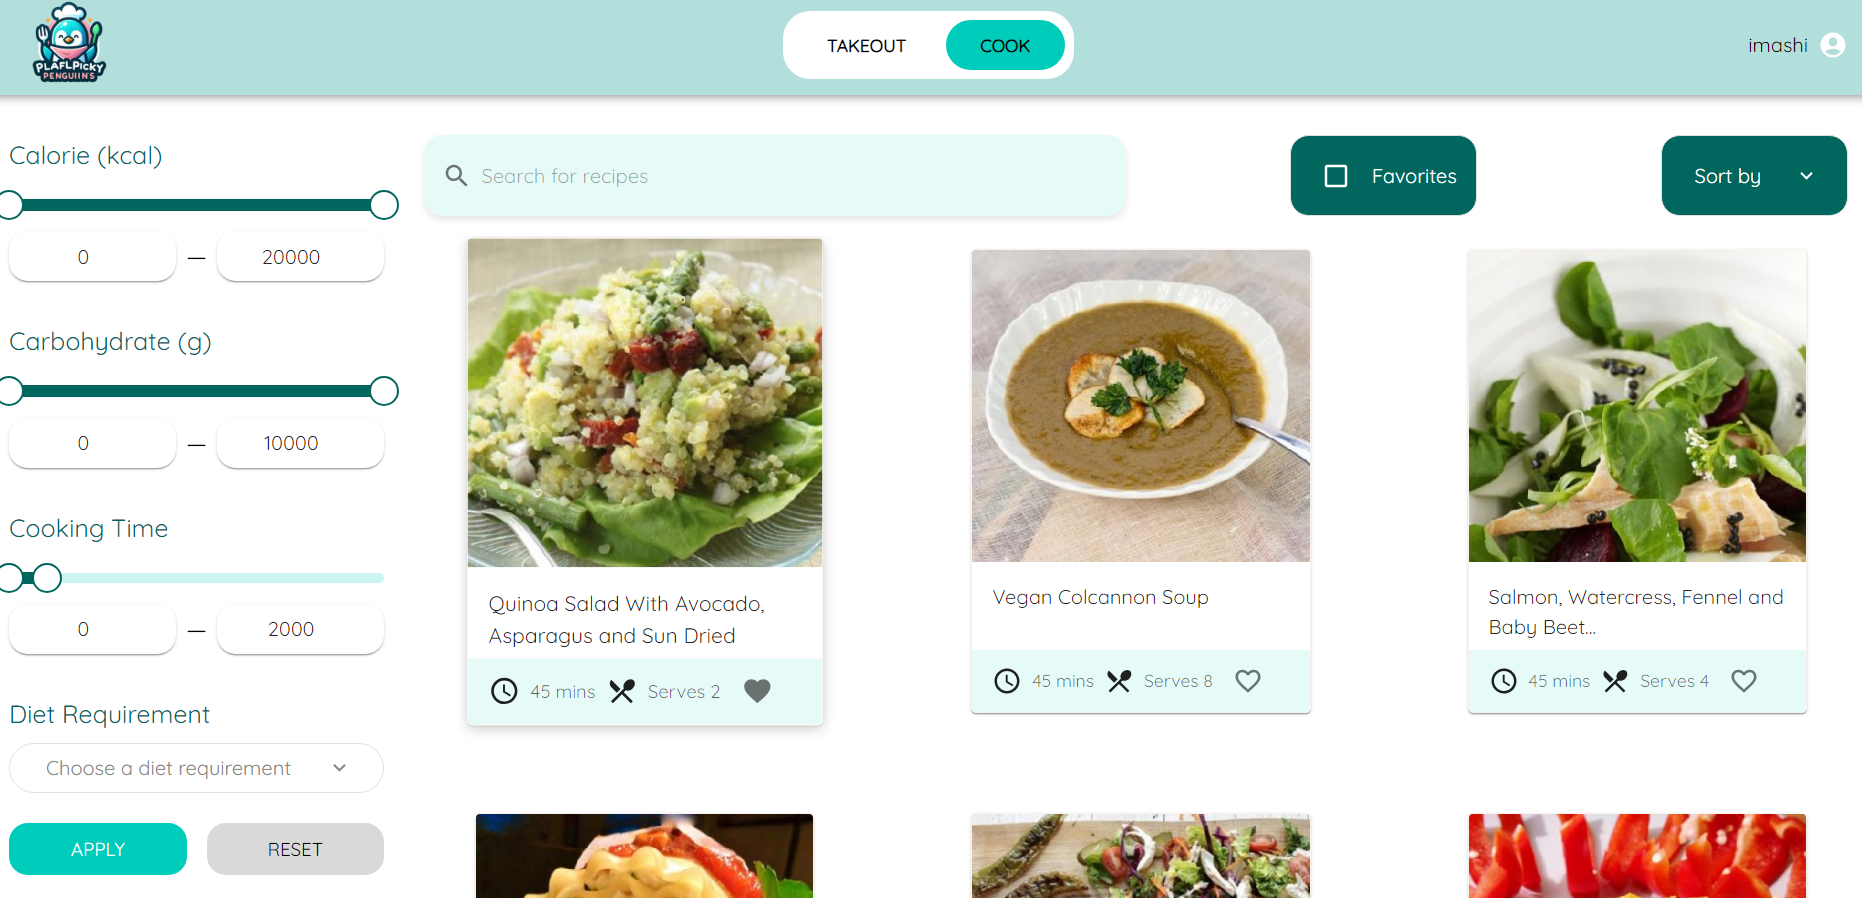 PLAFLPICKY
PENGUIINS
TAKEOUT
COOK
imashi
Calorie (kcal)
0 — 20000
Carbohydrate (g)
0 — 10000
Cooking Time
0 — 2000
Diet Requirement
Choose a diet requirement
APPLY
RESET
Search for recipes
Favorites
Sort by
Quinoa Salad With Avocado,
Asparagus and Sun Dried
45 mins Serves 2
Vegan Colcannon Soup
45 mins Serves 8
Salmon, Watercress, Fennel and
Baby Beet...
45 mins Serves 4